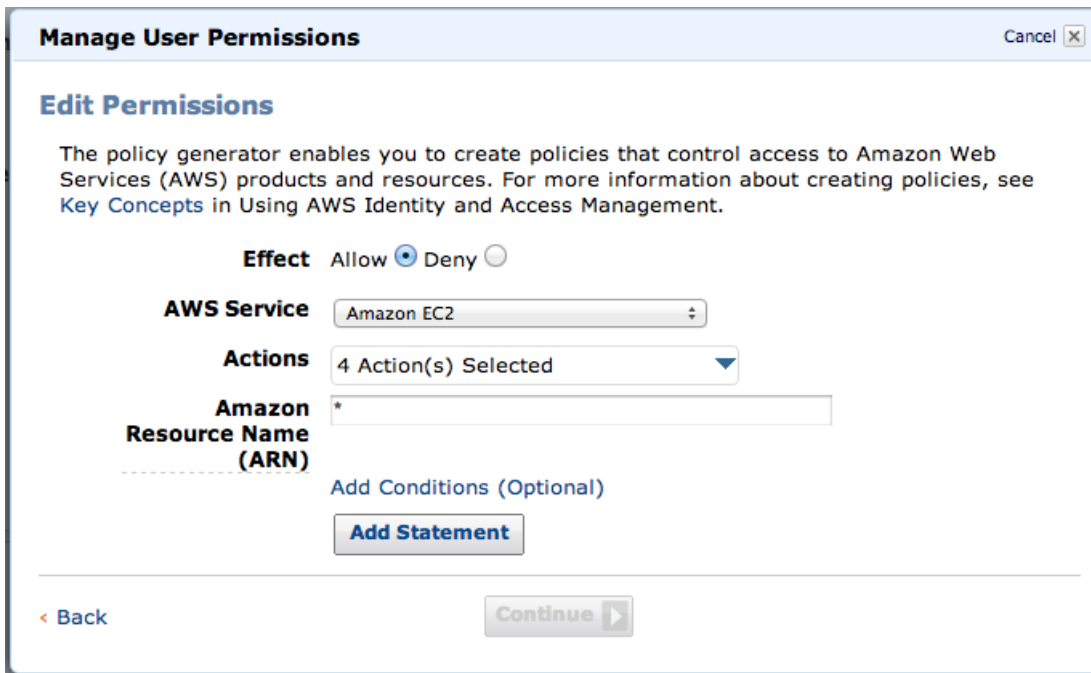 Manage User Permissions Cancel
Edit Permissions
The policy generator enables you to create policies that control access to Amazon Web
Services (AWS) products and resources. For more information about creating policies, see
Key Concepts in Using AWS Identity and Access Management.
Effect Allow Deny
AWS Service Amazon EC2
Actions 4 Action(s) Selected
Amazon *
Resource Name
(ARN)
Add Conditions (Optional)
Add Statement
< Back Continue